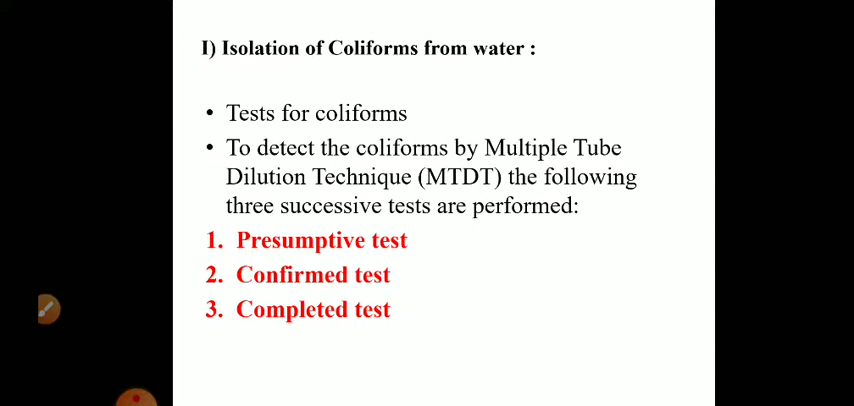 I) Isolation of Coliforms from water :
• Tests for coliforms
• To detect the coliforms by Multiple Tube
Dilution Technique (MTDT) the following
three successive tests are performed:
1. Presumptive test
2. Confirmed test
3. Completed test